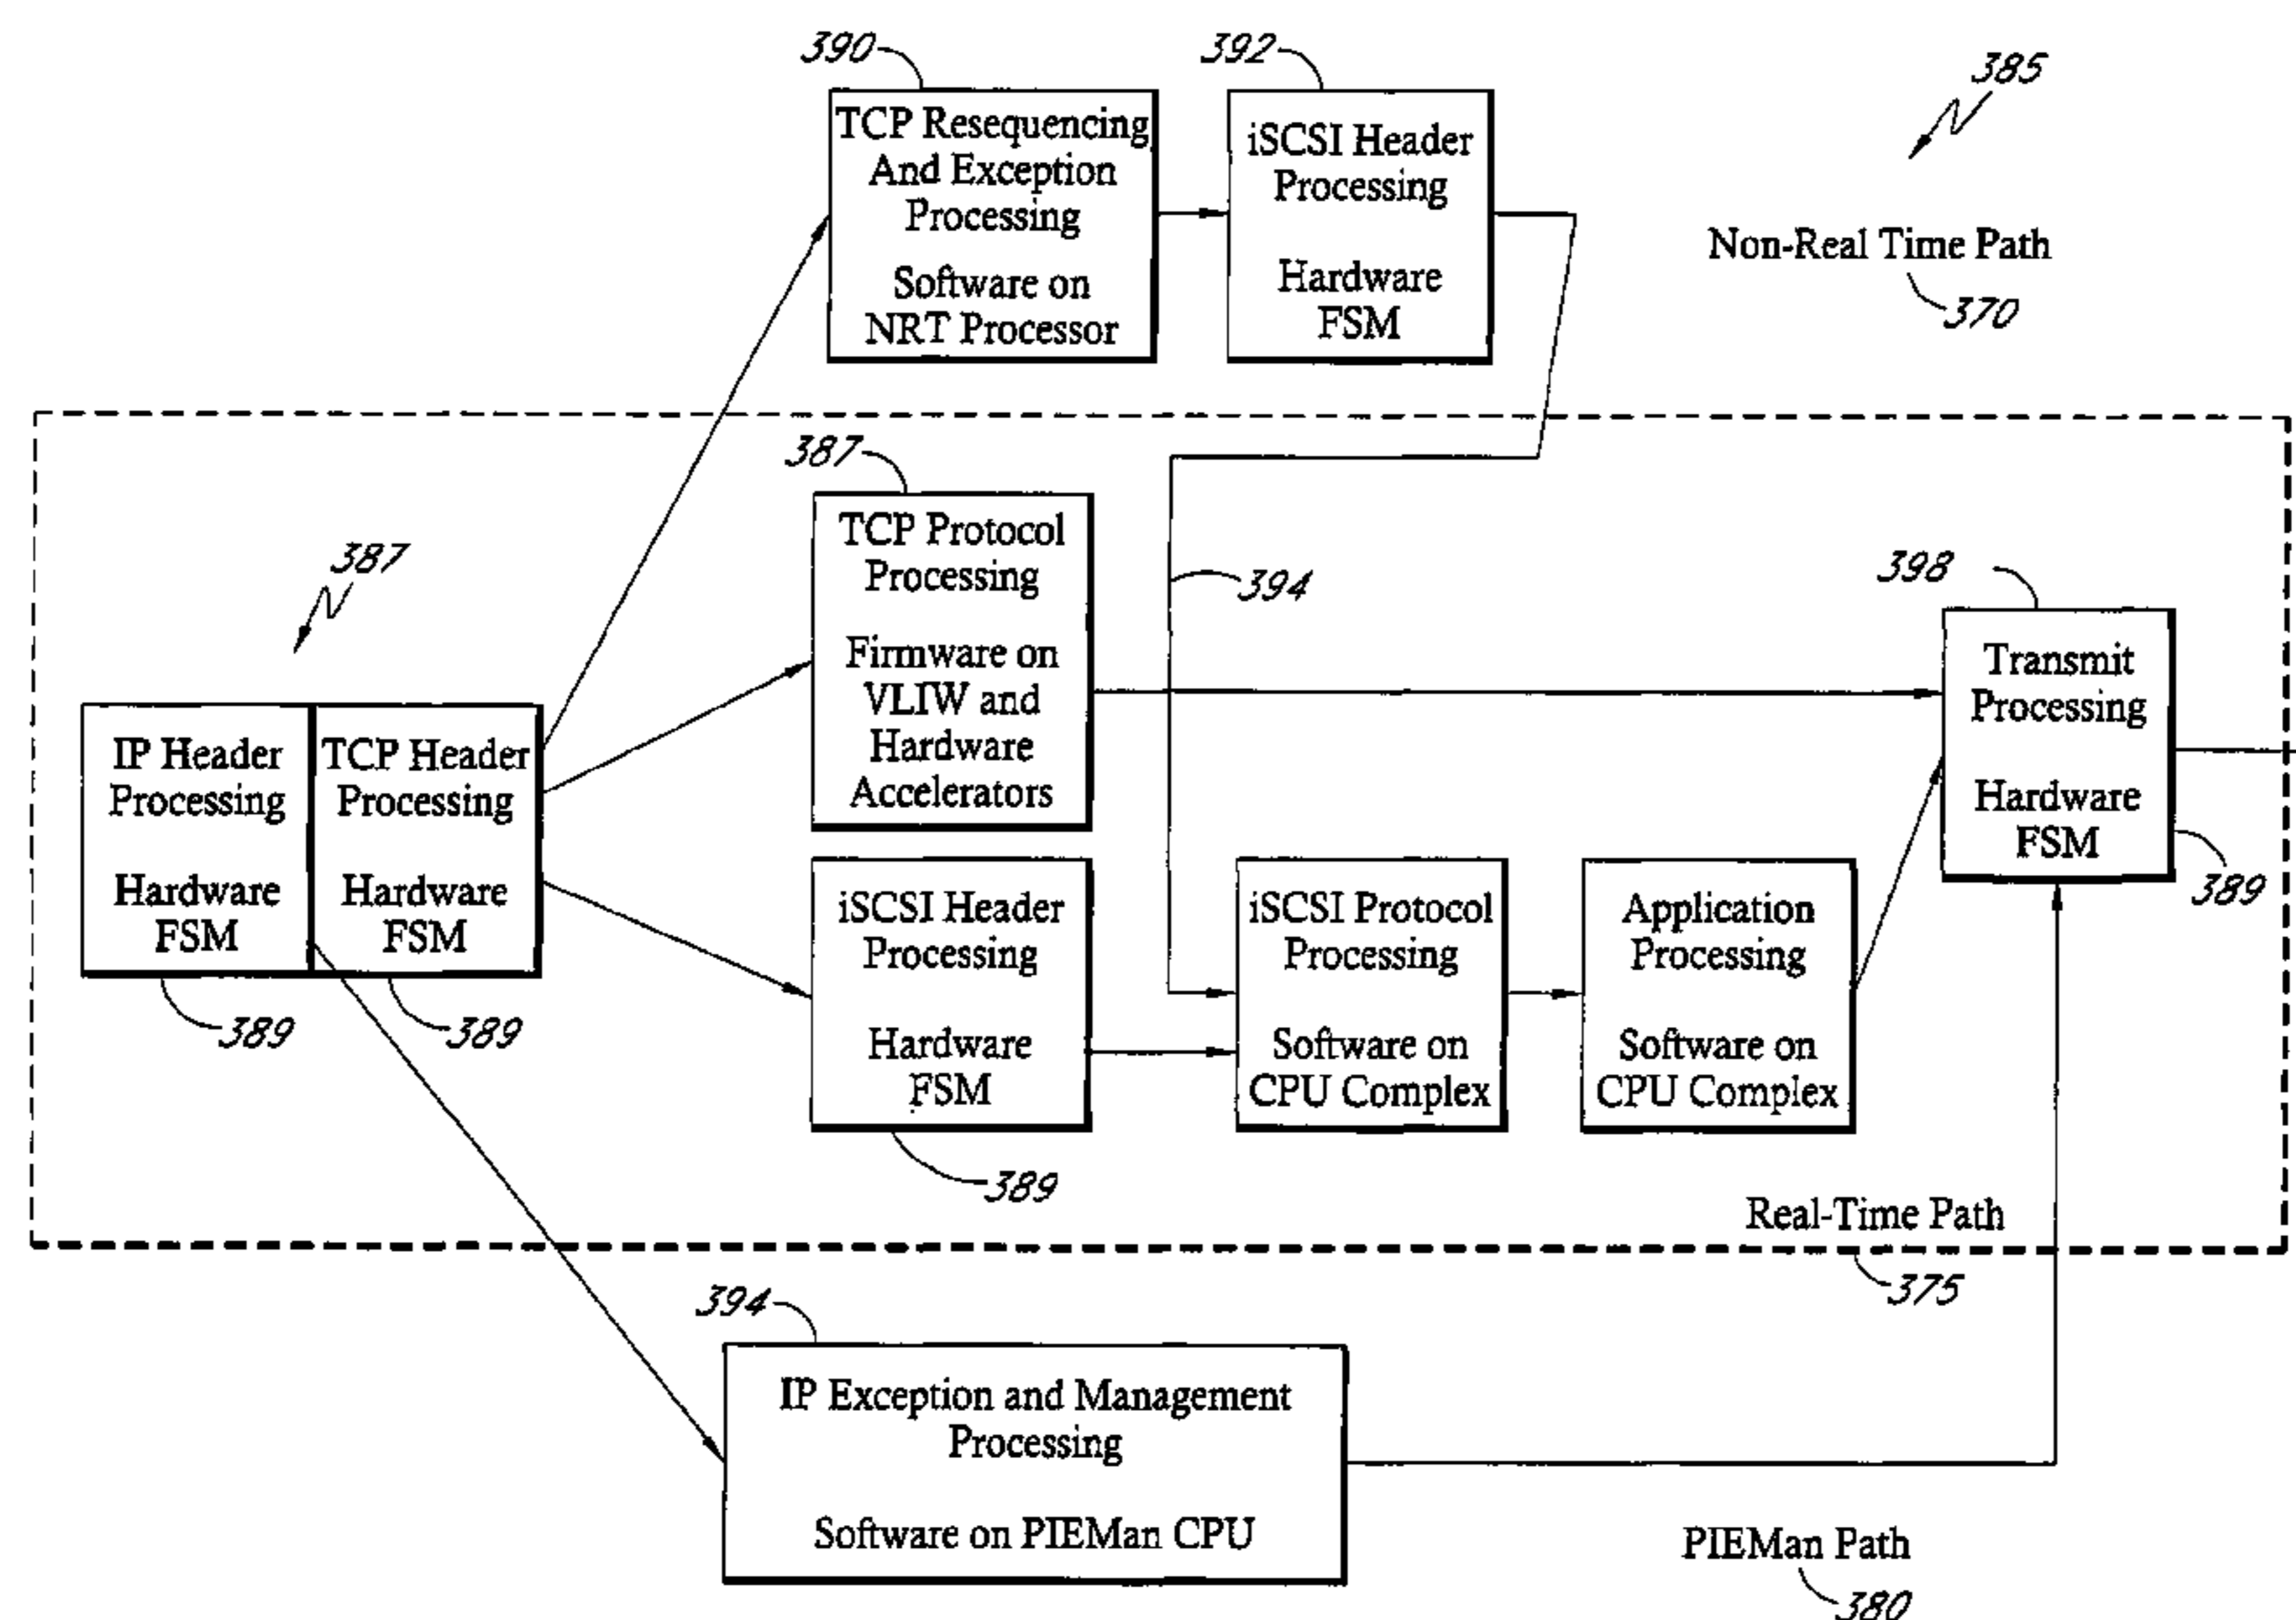 390
392
385
TCP Resequencing
And Exception
Processing
Software on
NRT Processor
iSCSI Header
Processing
Hardware
FSM
Non-Real Time Path
370
387
TCP Protocol
Processing
Firmware on
VLIW and
Hardware
Accelerators
394
387
398
Transmit
Processing
Hardware
FSM
389
IP Header
Processing
Hardware
FSM
389
TCP Header
Processing
Hardware
FSM
389
iSCSI Header
Processing
Hardware
FSM
389
iSCSI Protocol
Processing
Software on
CPU Complex
Application
Processing
Software on
CPU Complex
Real-Time Path
375
394
IP Exception and Management
Processing
Software on PIEMan CPU
PIEMan Path
380